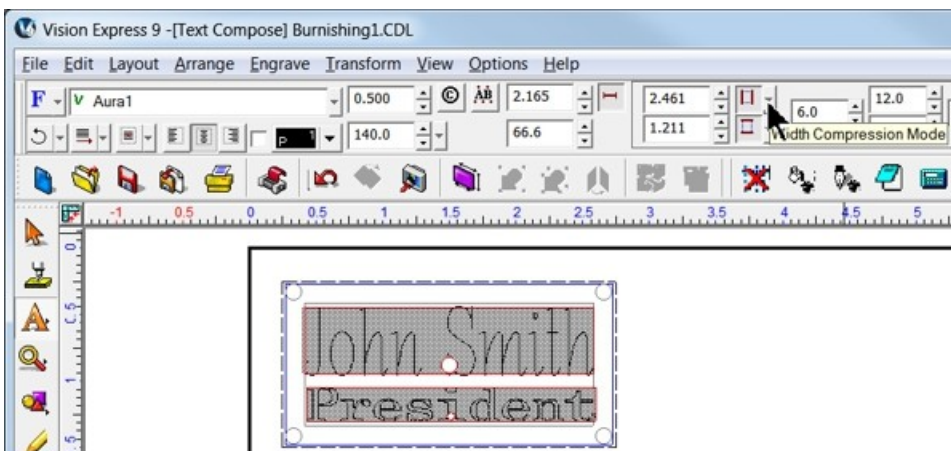 Vision Express 9 -[Text Compose] Burnishing1.CDL
File Edit Layout Arrange Engrave Transform View Options Help
F Aura1 0.500 © AB 2.165 2.461 6.0 12.0
P 1 140.0 66.6 1.211 Width Compression Mode
-1 0.5 0 0.5 1 1.5 2 2.5 3 3.5 4 4.5 5
0
0.5
John Smith
1
President
A